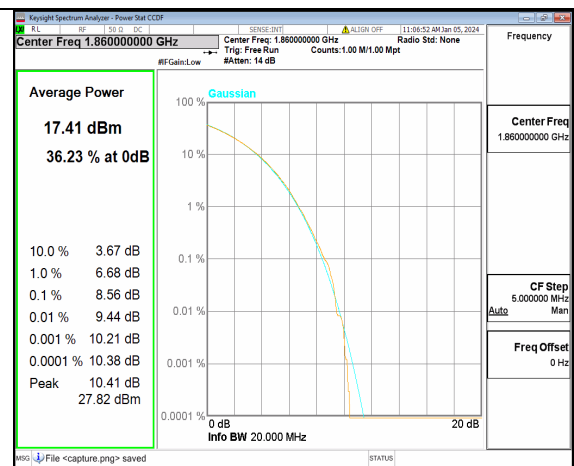 Keysight Spectrum Analyzer - Power Stat CCDF
RL RF 50 Ω DC SENSE:INT ALIGN OFF 11:06:52 AM Jan 05, 2024
Center Freq 1.860000000 GHz
Center Freq: 1.860000000 GHz Radio Std: None
Trig: Free Run Counts:1.00 M/1.00 Mpt
#IFGain:Low #Atten: 14 dB
Frequency
Average Power
17.41 dBm
36.23 % at 0dB
10.0 % 3.67 dB
1.0 % 6.68 dB
0.1 % 8.56 dB
0.01 % 9.44 dB
0.001 % 10.21 dB
0.0001 % 10.38 dB
Peak 10.41 dB
27.82 dBm
Gaussian
100 %
10 %
1 %
0.1 %
0.01 %
0.001 %
0.0001 %
0 dB 20 dB
Info BW 20.000 MHz
Center Freq
1.860000000 GHz
CF Step
5.000000 MHz
Auto Man
Freq Offset
0 Hz
MSG File <capture.png> saved STATUS